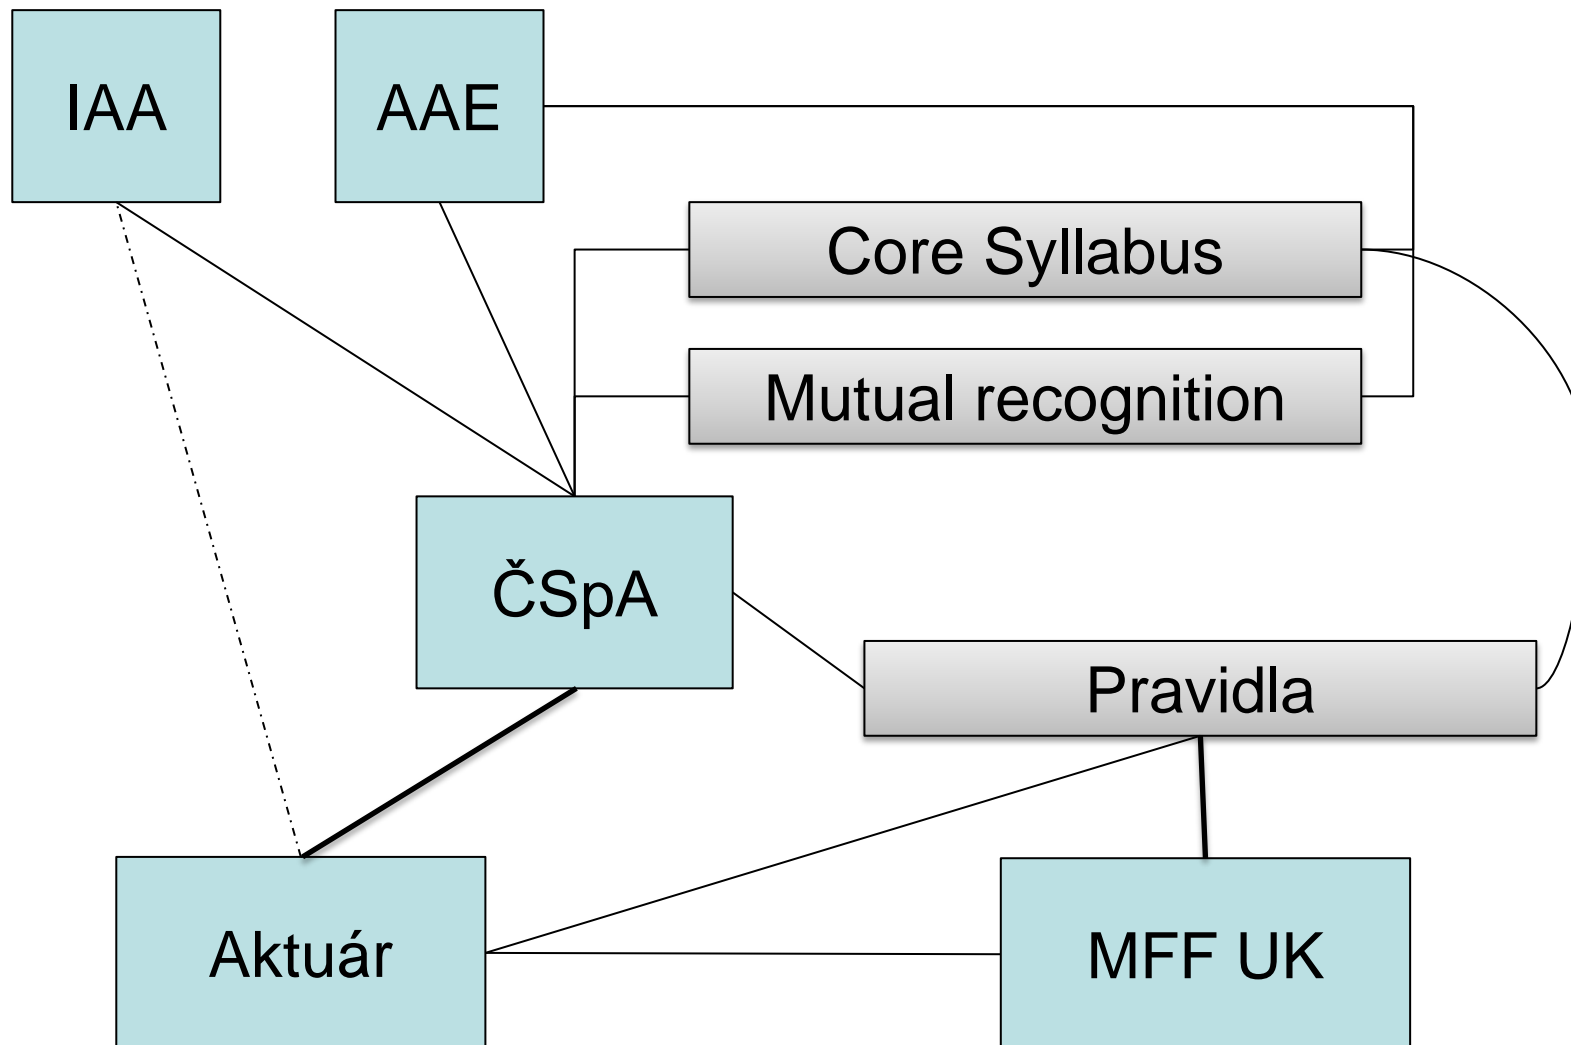 IAA
AAE
Core Syllabus
Mutual recognition
ČSpA
Pravidla
Aktuár
MFF UK